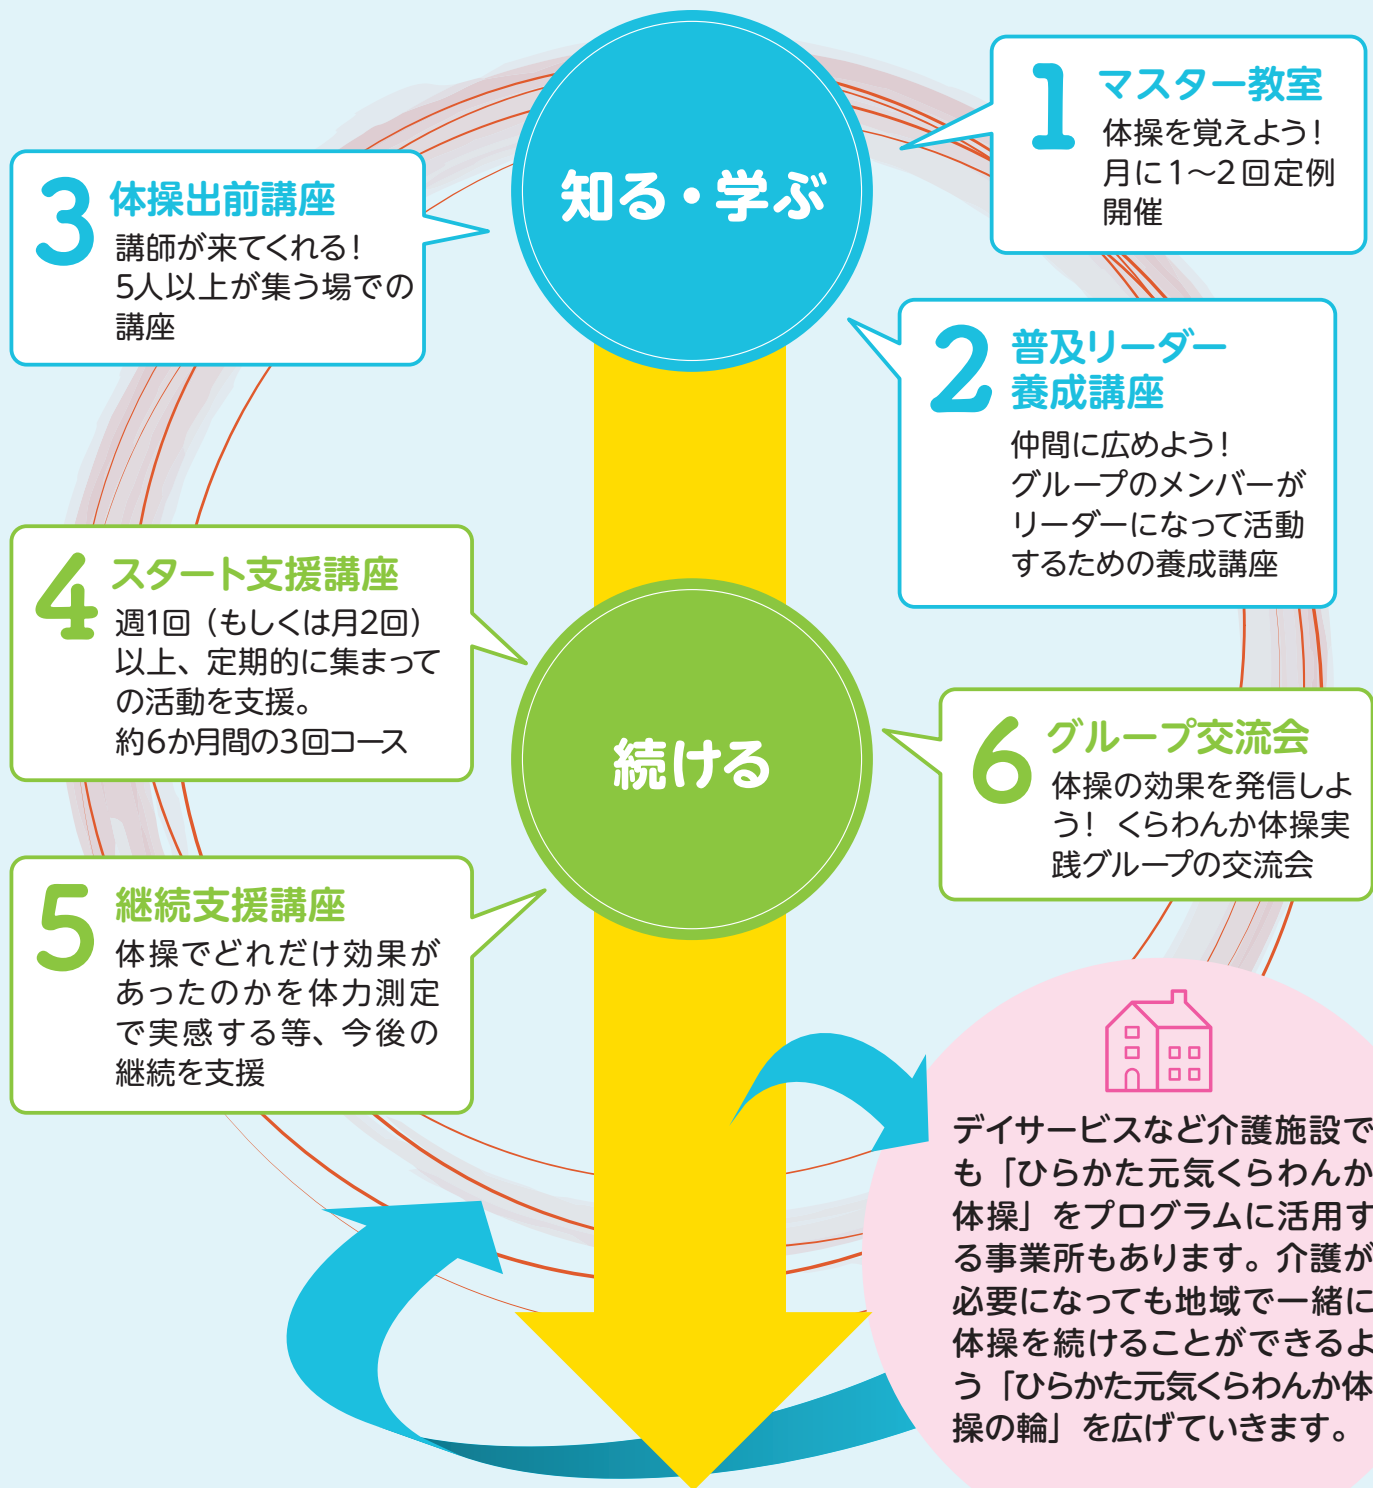 知る・学ぶ
1 マスター教室
体操を覚えよう！
月に1～2回定例
開催
2 普及リーダー
養成講座
仲間に広めよう！
グループのメンバーが
リーダーになって活動
するための養成講座
3 体操出前講座
講師が来てくれる！
5人以上が集う場での
講座
続ける
4 スタート支援講座
週1回（もしくは月2回）
以上、定期的に集まって
の活動を支援。
約6か月間の3回コース
5 継続支援講座
体操でどれだけ効果が
あったのかを体力測定
で実感する等、今後の
継続を支援
6 グループ交流会
体操の効果を発信しよ
う！ くらわんか体操実
践グループの交流会
デイサービスなど介護施設で
も「ひらかた元気くらわんか
体操」をプログラムに活用す
る事業所もあります。介護が
必要になっても地域で一緒に
体操を続けることができるよ
う「ひらかた元気くらわんか体
操の輪」を広げていきます。